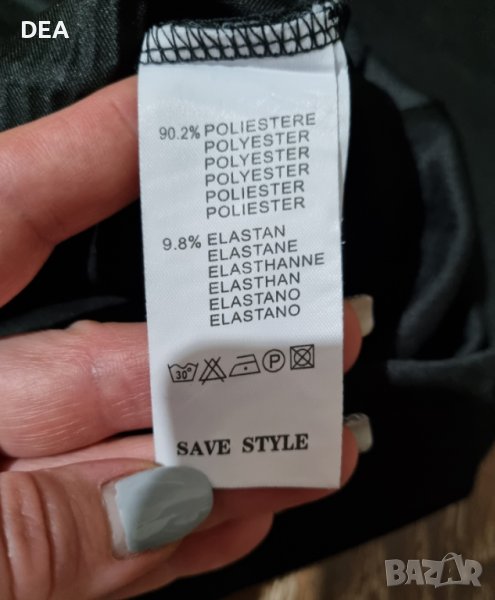 DEA
90.2% POLIESTERE
POLYESTER
POLYESTER
POLYESTER
POLIESTER
POLIESTER
9.8% ELASTAN
ELASTANE
ELASTHANNE
ELASTHAN
ELASTANO
ELASTANO
30°
P
SAVE STYLE
BAZAR